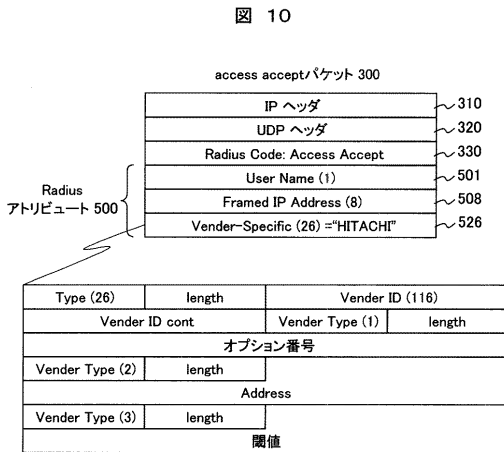 図 10
access acceptパケット 300
IP ヘッダ 310
UDP ヘッダ 320
Radius Code: Access Accept 330
Radius
アトリビュート 500
User Name (1) 501
Framed IP Address (8) 508
Vender-Specific (26) ="HITACHI" 526
Type (26) length Vender ID (116)
Vender ID cont Vender Type (1) length
オプション番号
Vender Type (2) length
Address
Vender Type (3) length
閾値